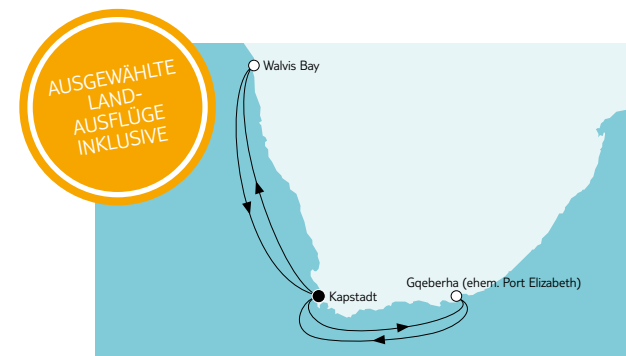 AUSGEWÄHLTE
LAND-
AUSFLÜGE
INKLUSIVE
Walvis Bay
Gqeberha (ehem. Port Elizabeth)
Kapstadt